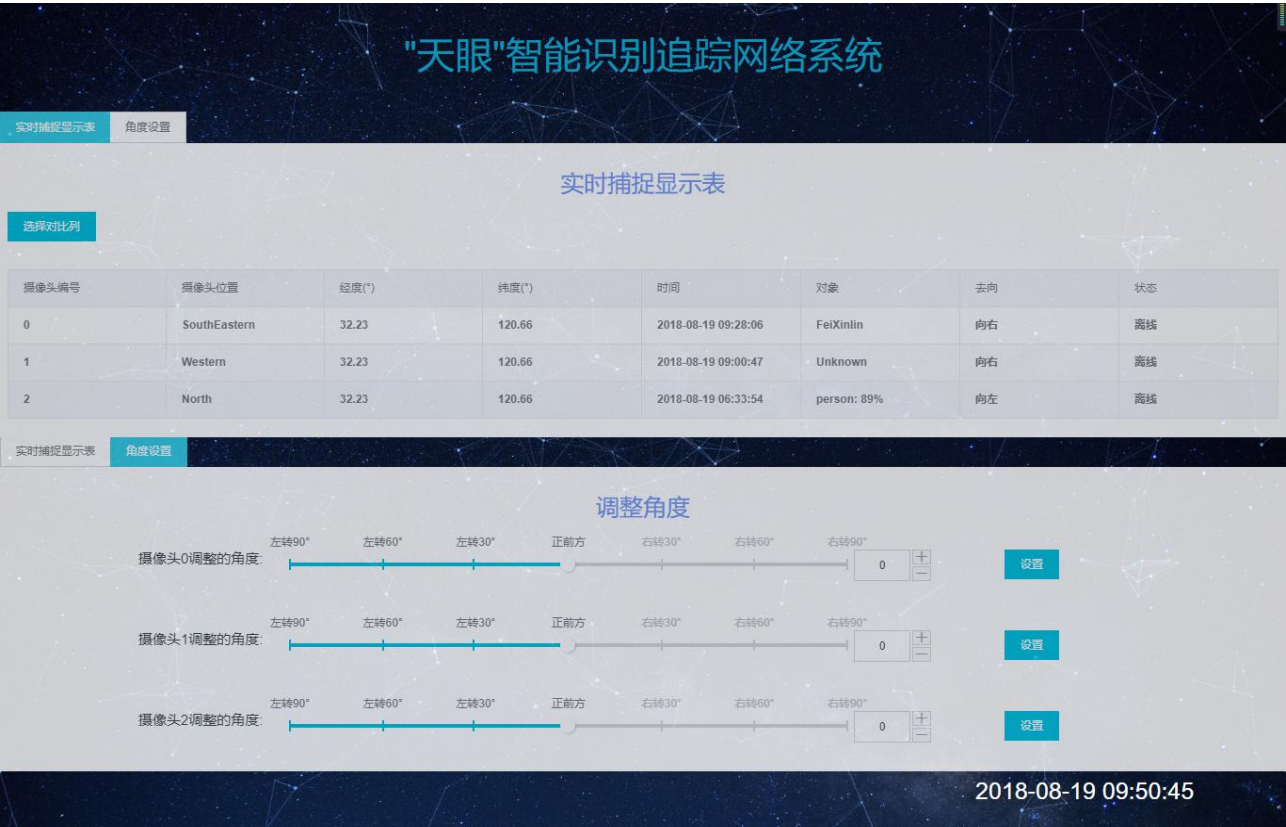 "天眼"智能识别追踪网络系统
实时捕捉显示表 角度设置
实时捕捉显示表
选择对比列
摄像头编号 摄像头位置 经度(°) 纬度(°) 时间 对象 去向 状态
0 SouthEastern 32.23 120.66 2018-08-19 09:28:06 FeiXinlin 向右 离线
1 Western 32.23 120.66 2018-08-19 09:00:47 Unknown 向右 离线
2 North 32.23 120.66 2018-08-19 06:33:54 person: 89% 向左 离线
实时捕捉显示表 角度设置
调整角度
左转90° 左转60° 左转30° 正前方 右转30° 右转60° 右转90°
摄像头0调整的角度: 0 + — 设置
左转90° 左转60° 左转30° 正前方 右转30° 右转60° 右转90°
摄像头1调整的角度: 0 + — 设置
左转90° 左转60° 左转30° 正前方 右转30° 右转60° 右转90°
摄像头2调整的角度: 0 + — 设置
2018-08-19 09:50:45